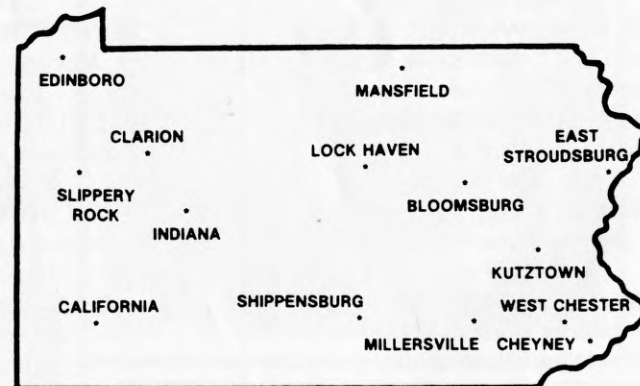 EDINBORO
MANSFIELD
CLARION
LOCK HAVEN
EAST
STROUDSBURG
SLIPPERY
ROCK
BLOOMSBURG
INDIANA
KUTZTOWN
CALIFORNIA
SHIPPENSBURG
WEST CHESTER
MILLERSVILLE
CHEYNEY